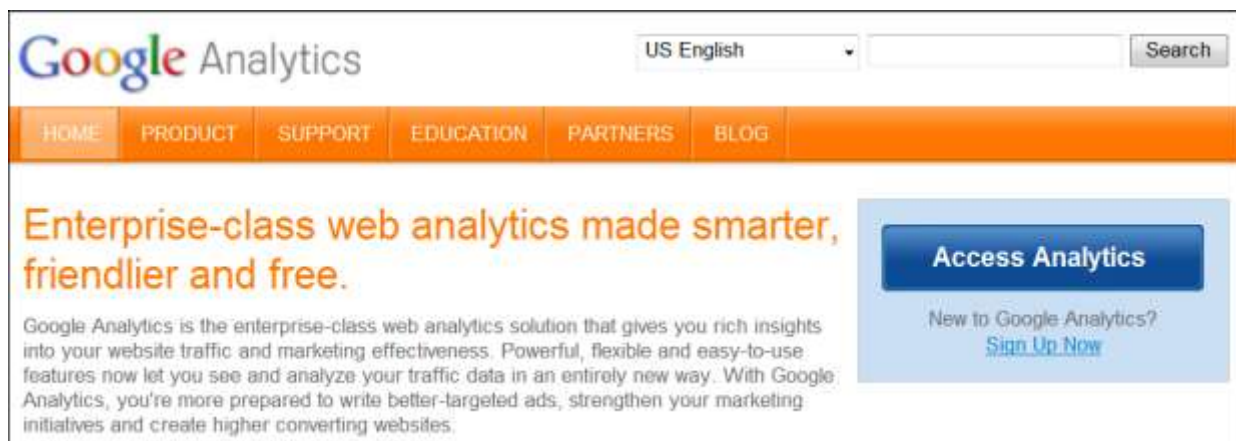 Google Analytics
US English
Search
HOME
PRODUCT
SUPPORT
EDUCATION
PARTNERS
BLOG
Enterprise-class web analytics made smarter,
friendlier and free.
Google Analytics is the enterprise-class web analytics solution that gives you rich insights
into your website traffic and marketing effectiveness. Powerful, flexible and easy-to-use
features now let you see and analyze your traffic data in an entirely new way. With Google
Analytics, you're more prepared to write better-targeted ads, strengthen your marketing
initiatives and create higher converting websites.
Access Analytics
New to Google Analytics?
Sign Up Now